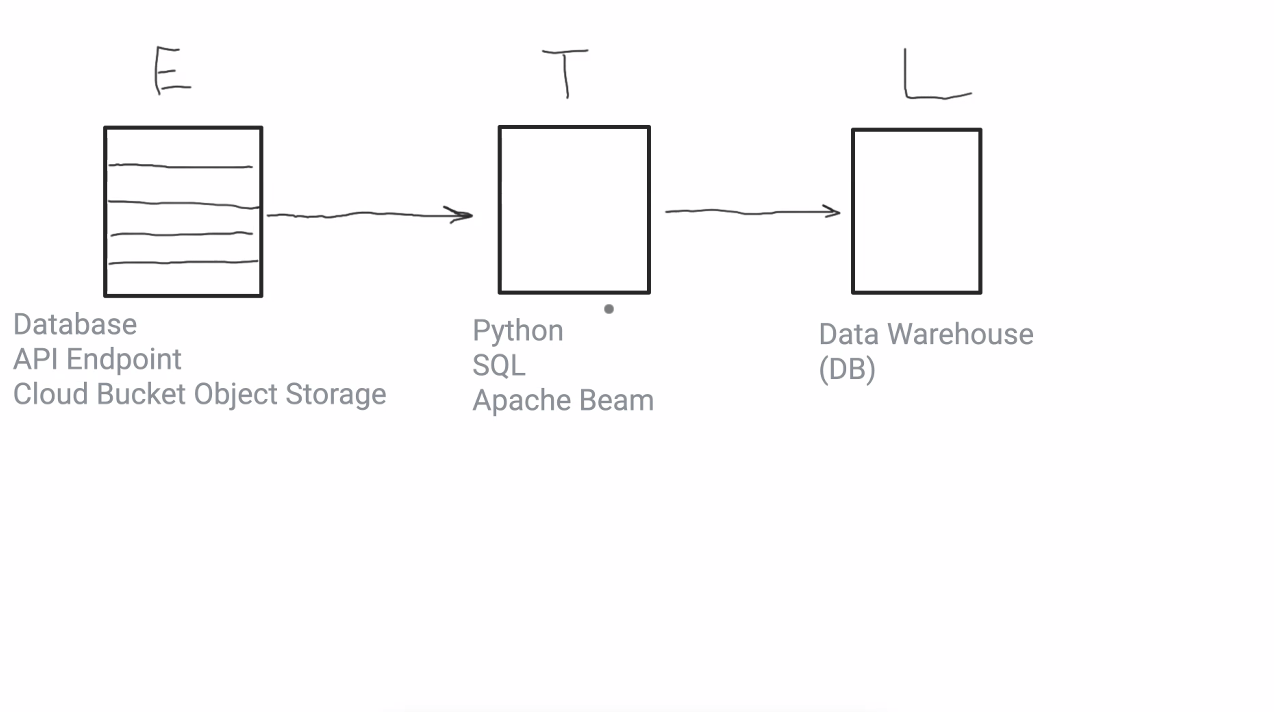 E
T
L
Database
API Endpoint
Cloud Bucket Object Storage
Python
SQL
Apache Beam
Data Warehouse
(DB)